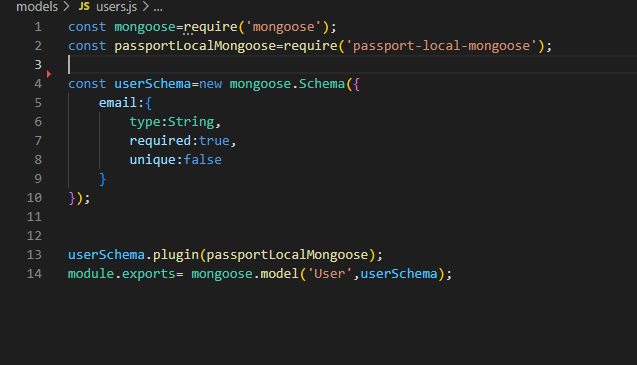 models > JS users.js > ...
1 const mongoose=require('mongoose');
2 const passportLocalMongoose=require('passport-local-mongoose');
3
4 const userSchema=new mongoose.Schema({
5 email:{
6 type:String,
7 required:true,
8 unique:false
9 }
10 });
11
12
13 userSchema.plugin(passportLocalMongoose);
14 module.exports= mongoose.model('User',userSchema);